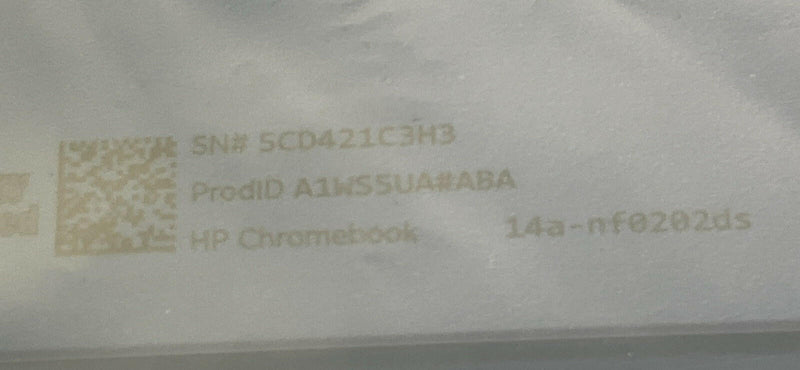 SN# 5CD421C3H3
ProdID A1WS5UA#ABA
HP Chromebook 14a-nf0202ds